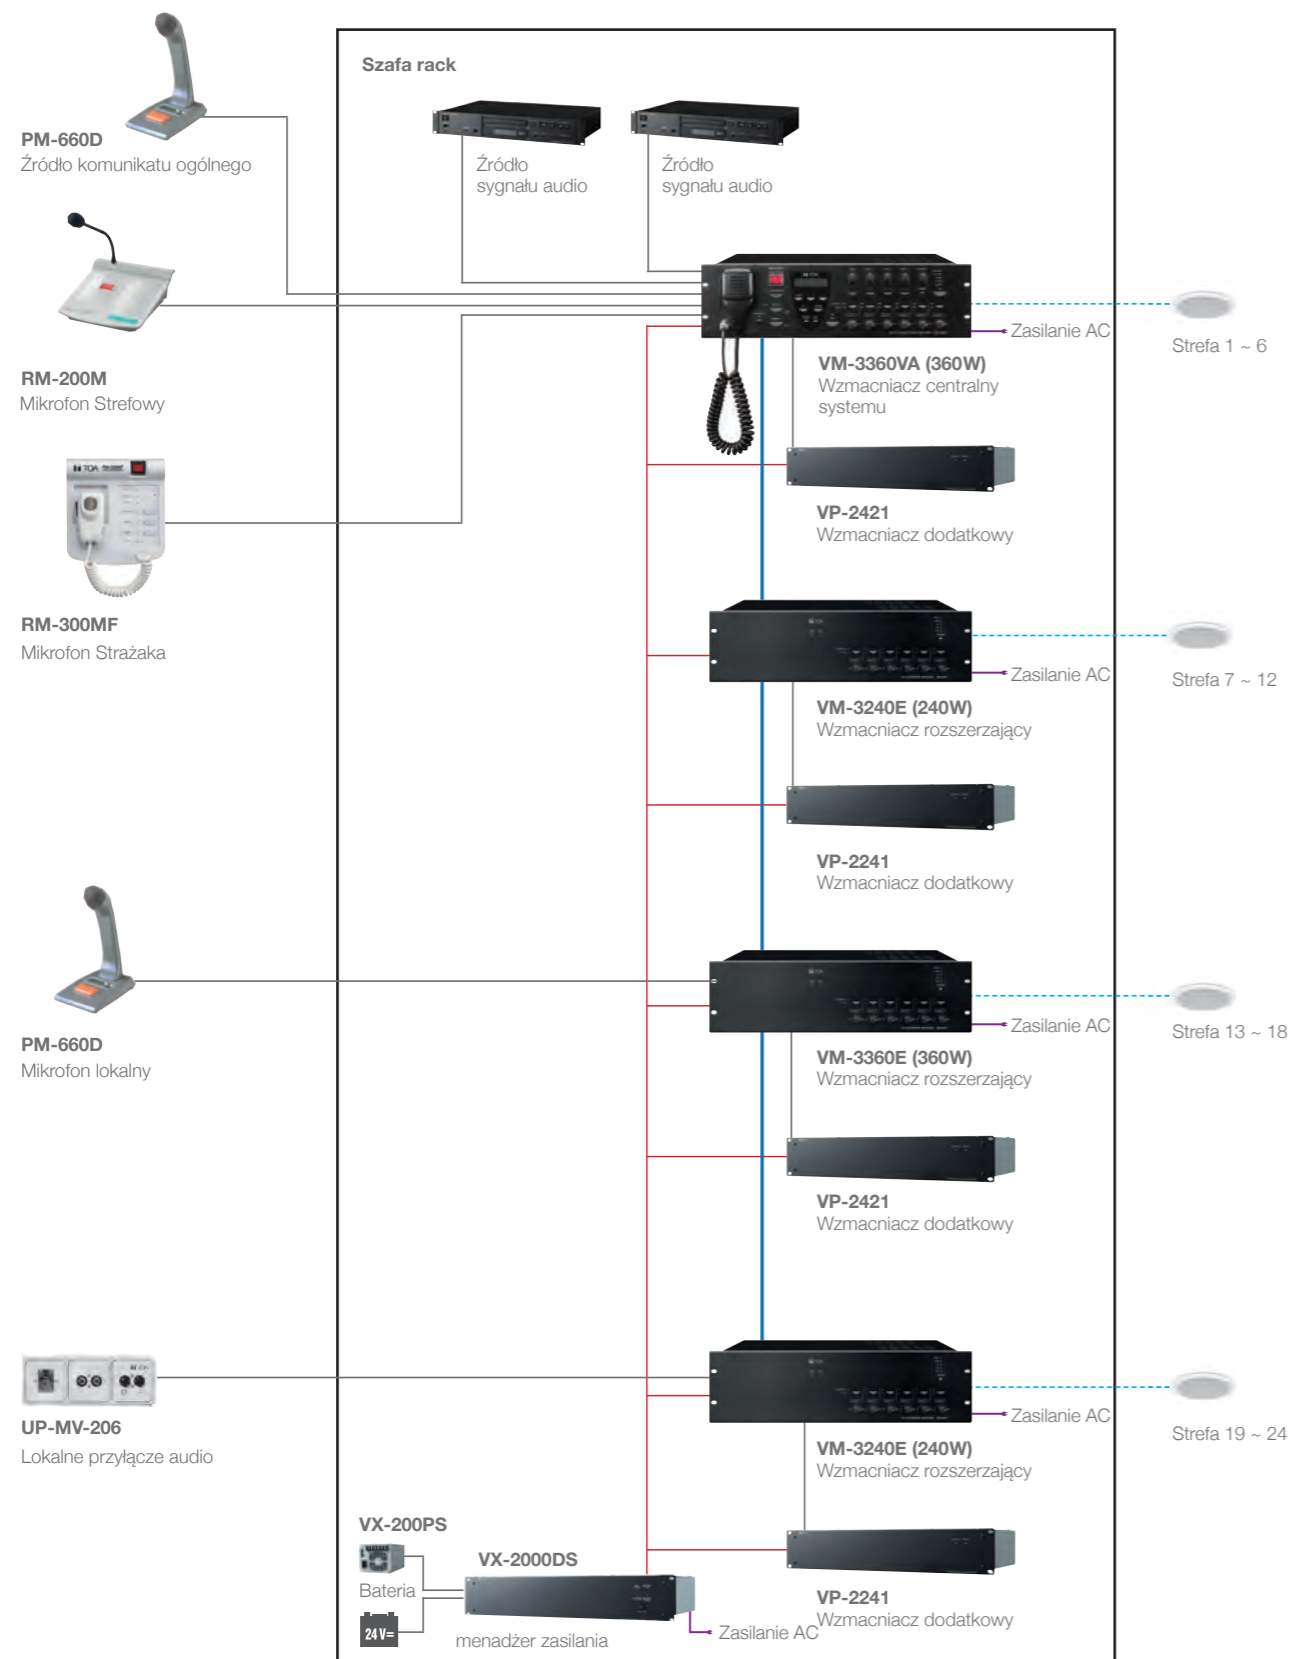 Szafa rack
PM-660D
Źródło komunikatu ogólnego
Źródło
sygnału audio
Źródło
sygnału audio
RM-200M
Mikrofon Strefowy
TOA
Zasilanie AC
Strefa 1 ~ 6
VM-3360VA (360W)
Wzmacniacz centralny
systemu
VP-2421
Wzmacniacz dodatkowy
RM-300MF
Mikrofon Strażaka
Zasilanie AC
Strefa 7 ~ 12
VM-3240E (240W)
Wzmacniacz rozszerzający
VP-2241
Wzmacniacz dodatkowy
PM-660D
Mikrofon lokalny
Zasilanie AC
Strefa 13 ~ 18
VM-3360E (360W)
Wzmacniacz rozszerzający
VP-2421
Wzmacniacz dodatkowy
UP-MV-206
Lokalne przyłącze audio
Zasilanie AC
Strefa 19 ~ 24
VM-3240E (240W)
Wzmacniacz rozszerzający
VX-200PS
Bateria
24 V=
VX-2000DS
menadżer zasilania
Zasilanie AC
VP-2241
Wzmacniacz dodatkowy